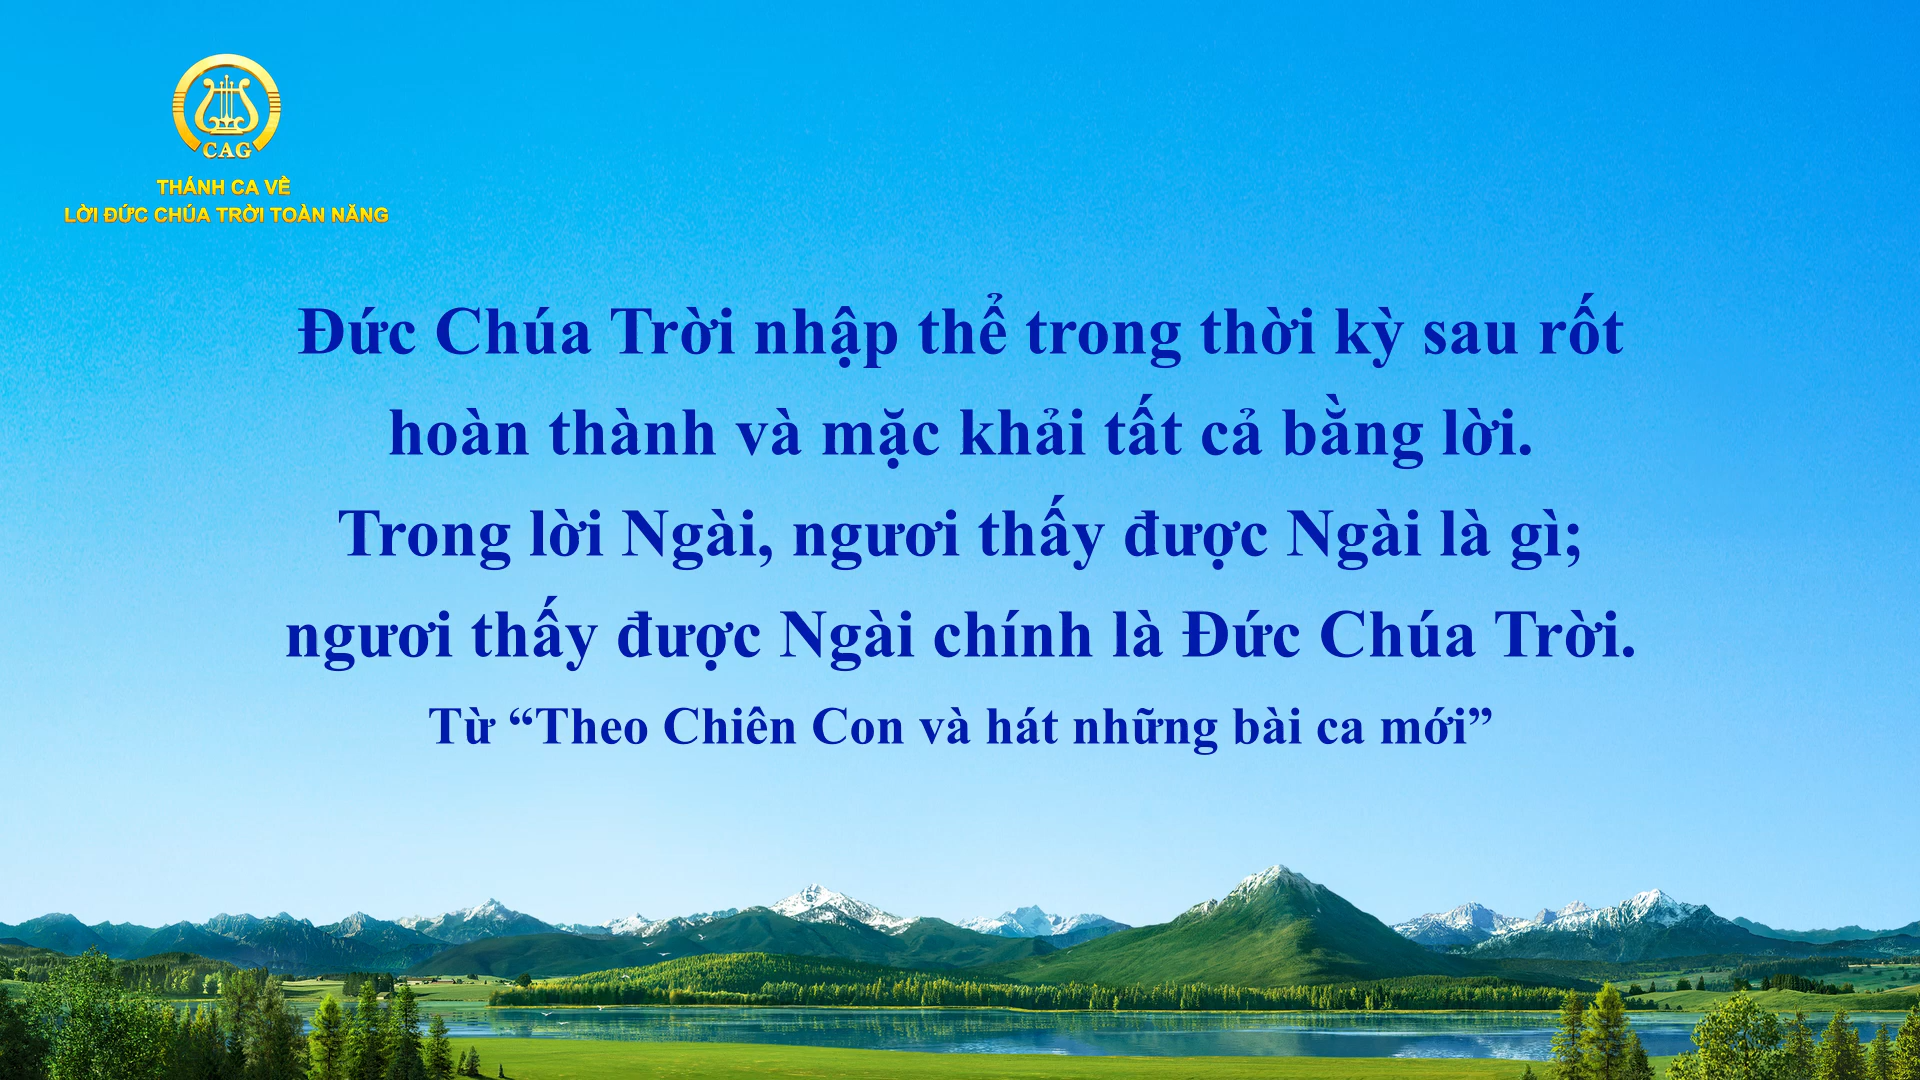 CAG
THÁNH CA VỀ
LỜI ĐỨC CHÚA TRỜI TOÀN NĂNG
Đức Chúa Trời nhập thể trong thời kỳ sau rốt
hoàn thành và mặc khải tất cả bằng lời.
Trong lời Ngài, ngươi thấy được Ngài là gì;
ngươi thấy được Ngài chính là Đức Chúa Trời.
Từ “Theo Chiên Con và hát những bài ca mới”